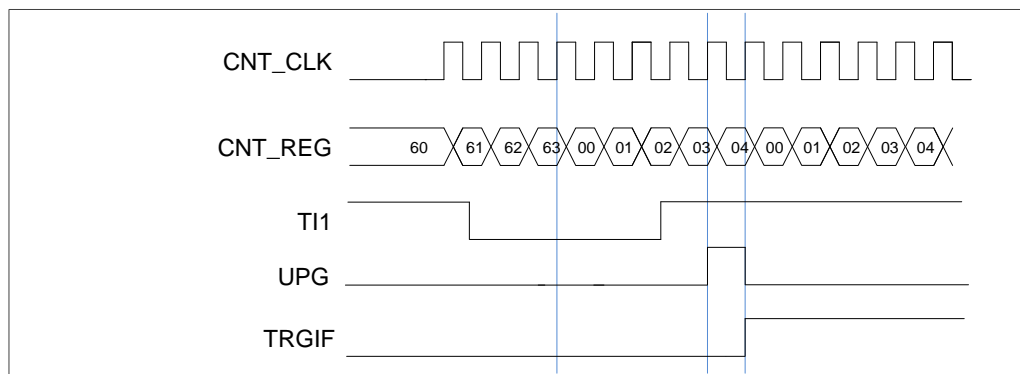 CNT_CLK
CNT_REG 60 61 62 63 00 01 02 03 04 00 01 02 03 04
TI1
UPG
TRGIF